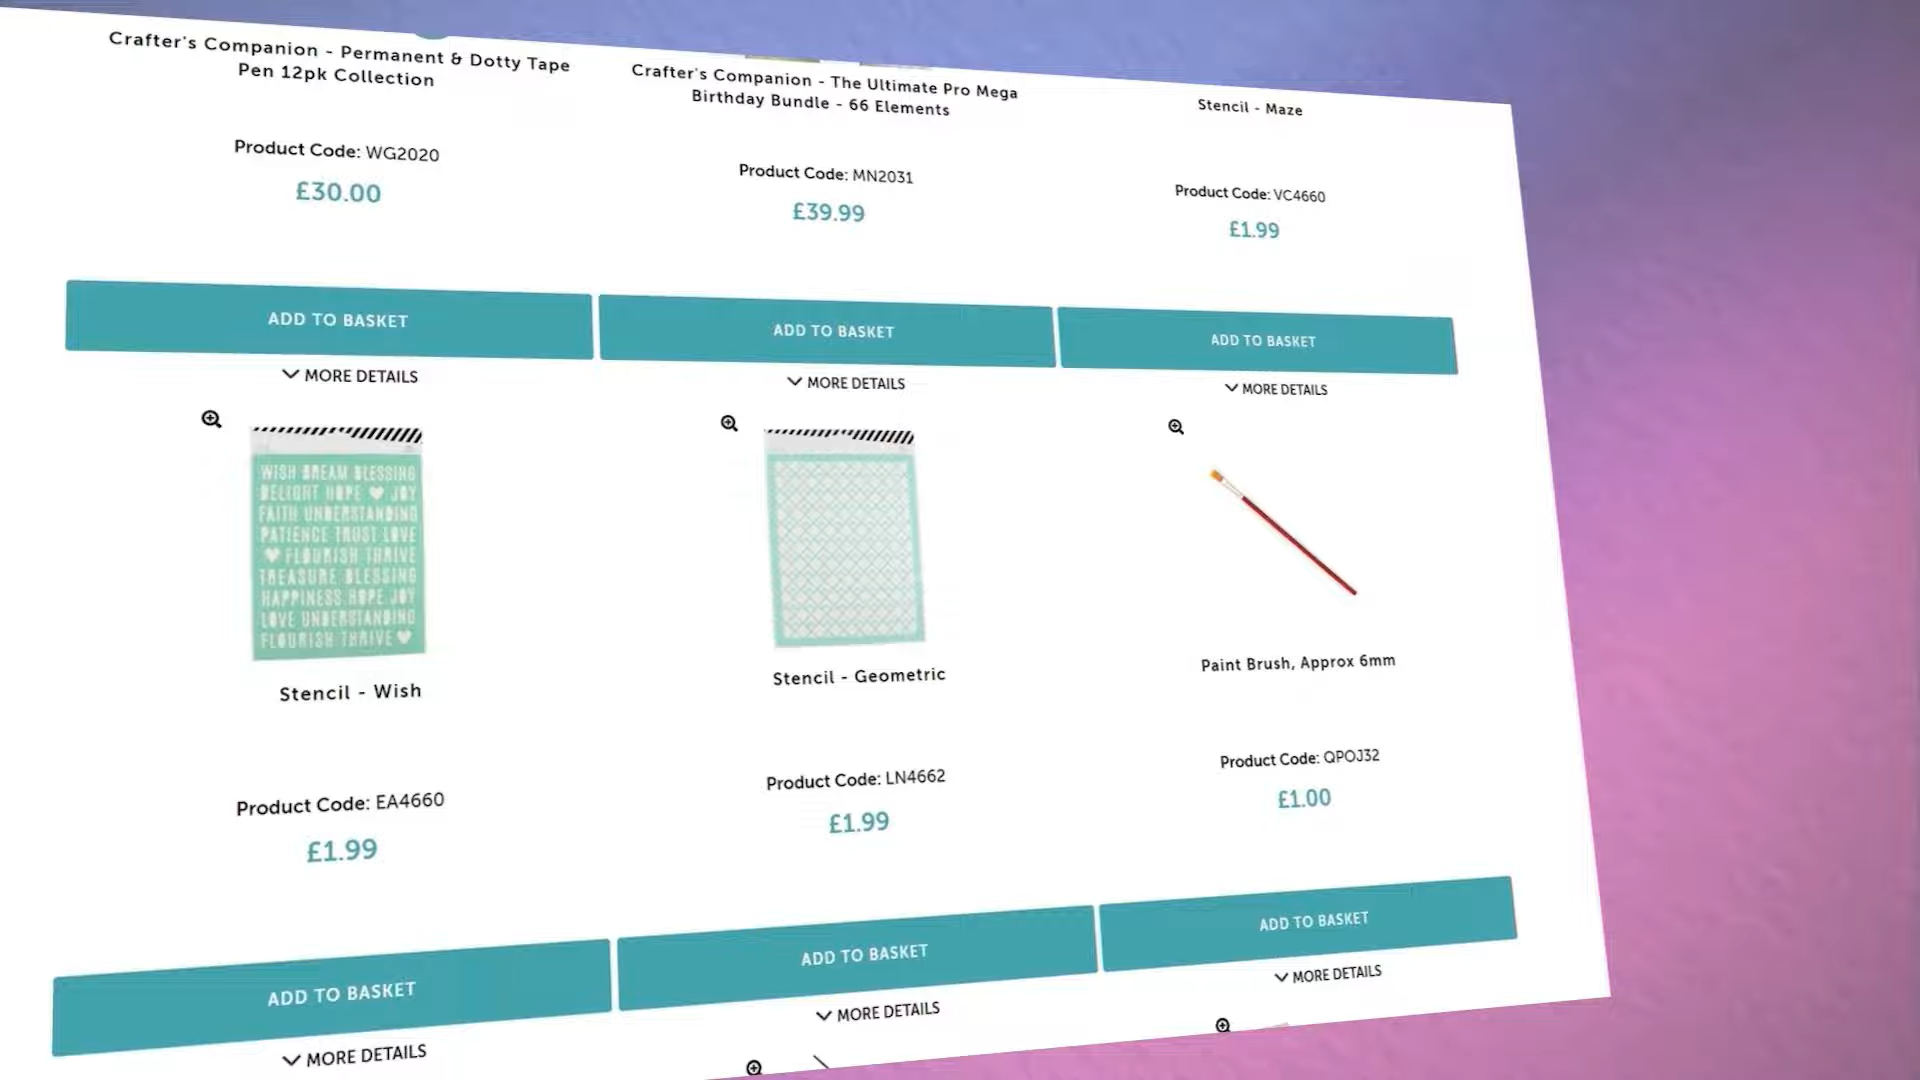 Crafter's Companion - Permanent & Dotty Tape
Pen 12pk Collection
Product Code: WG2020
£30.00
ADD TO BASKET
MORE DETAILS
Crafter's Companion - The Ultimate Pro Mega
Birthday Bundle - 66 Elements
Product Code: MN2031
£39.99
ADD TO BASKET
MORE DETAILS
Stencil - Maze
Product Code: VC4660
£1.99
ADD TO BASKET
MORE DETAILS
WISH DREAM BLESSING
DELIGHT HOPE ♥ JOY
FAITH UNDERSTANDING
PATIENCE TRUST LOVE
♥ FLOURISH THRIVE
TREASURE BLESSING
HAPPINESS HOPE JOY
LOVE UNDERSTANDING
FLOURISH THRIVE ♥
Stencil - Wish
Product Code: EA4660
£1.99
ADD TO BASKET
MORE DETAILS
Stencil - Geometric
Product Code: LN4662
£1.99
ADD TO BASKET
MORE DETAILS
Paint Brush, Approx 6mm
Product Code: QPOJ32
£1.00
ADD TO BASKET
MORE DETAILS